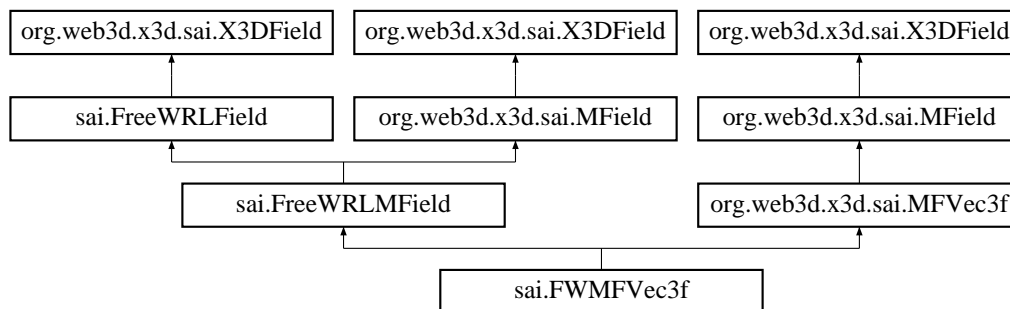 org.web3d.x3d.sai.X3DField
org.web3d.x3d.sai.X3DField
org.web3d.x3d.sai.X3DField
sai.FreeWRLField
org.web3d.x3d.sai.MField
org.web3d.x3d.sai.MField
sai.FreeWRLMField
org.web3d.x3d.sai.MFVec3f
sai.FWMFVec3f